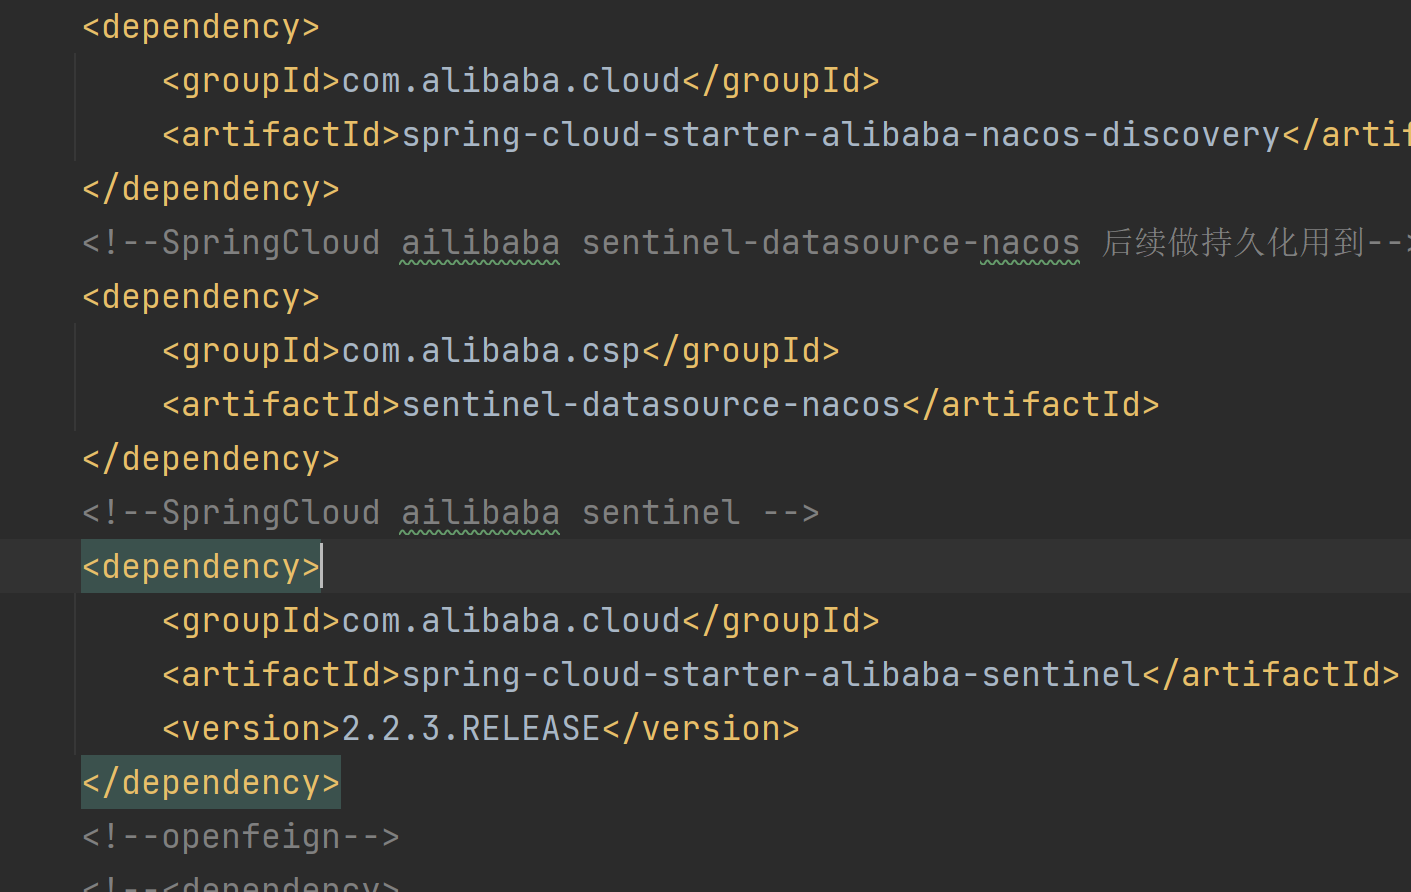 <dependency>
<groupId>com.alibaba.cloud</groupId>
<artifactId>spring-cloud-starter-alibaba-nacos-discovery</artif
</dependency>
<!--SpringCloud ailibaba sentinel-datasource-nacos 后续做持久化用到-->
<dependency>
<groupId>com.alibaba.csp</groupId>
<artifactId>sentinel-datasource-nacos</artifactId>
</dependency>
<!--SpringCloud ailibaba sentinel -->
<dependency>
<groupId>com.alibaba.cloud</groupId>
<artifactId>spring-cloud-starter-alibaba-sentinel</artifactId>
<version>2.2.3.RELEASE</version>
</dependency>
<!--openfeign-->
<!--<dependency>